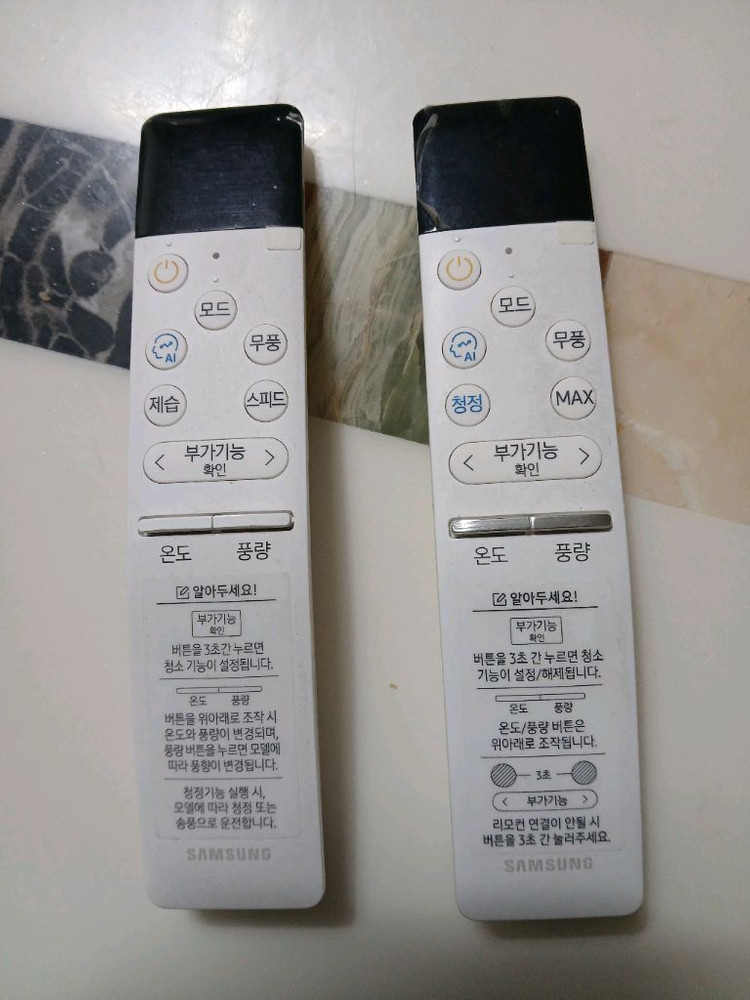 모드
AI
무풍
제습
스피드
< 부가기능 >
확인
온도 풍량
알아두세요!
부가기능
확인
버튼을 3초간 누르면
청소 기능이 설정됩니다.
온도 풍량
버튼을 위아래로 조작 시
온도와 풍량이 변경되며,
풍량 버튼을 누르면 모델에
따라 풍향이 변경됩니다.
청정기능 실행 시,
모델에 따라 청정 또는
송풍으로 운전합니다.
SAMSUNG
모드
AI
무풍
청정
MAX
< 부가기능 >
확인
온도 풍량
알아두세요!
부가기능
확인
버튼을 3초 간 누르면 청소
기능이 설정/해제됩니다.
온도 풍량
온도/풍량 버튼은
위아래로 조작됩니다.
3초
< 부가기능 >
리모컨 연결이 안될 시
버튼을 3초 간 눌러주세요.
SAMSUNG